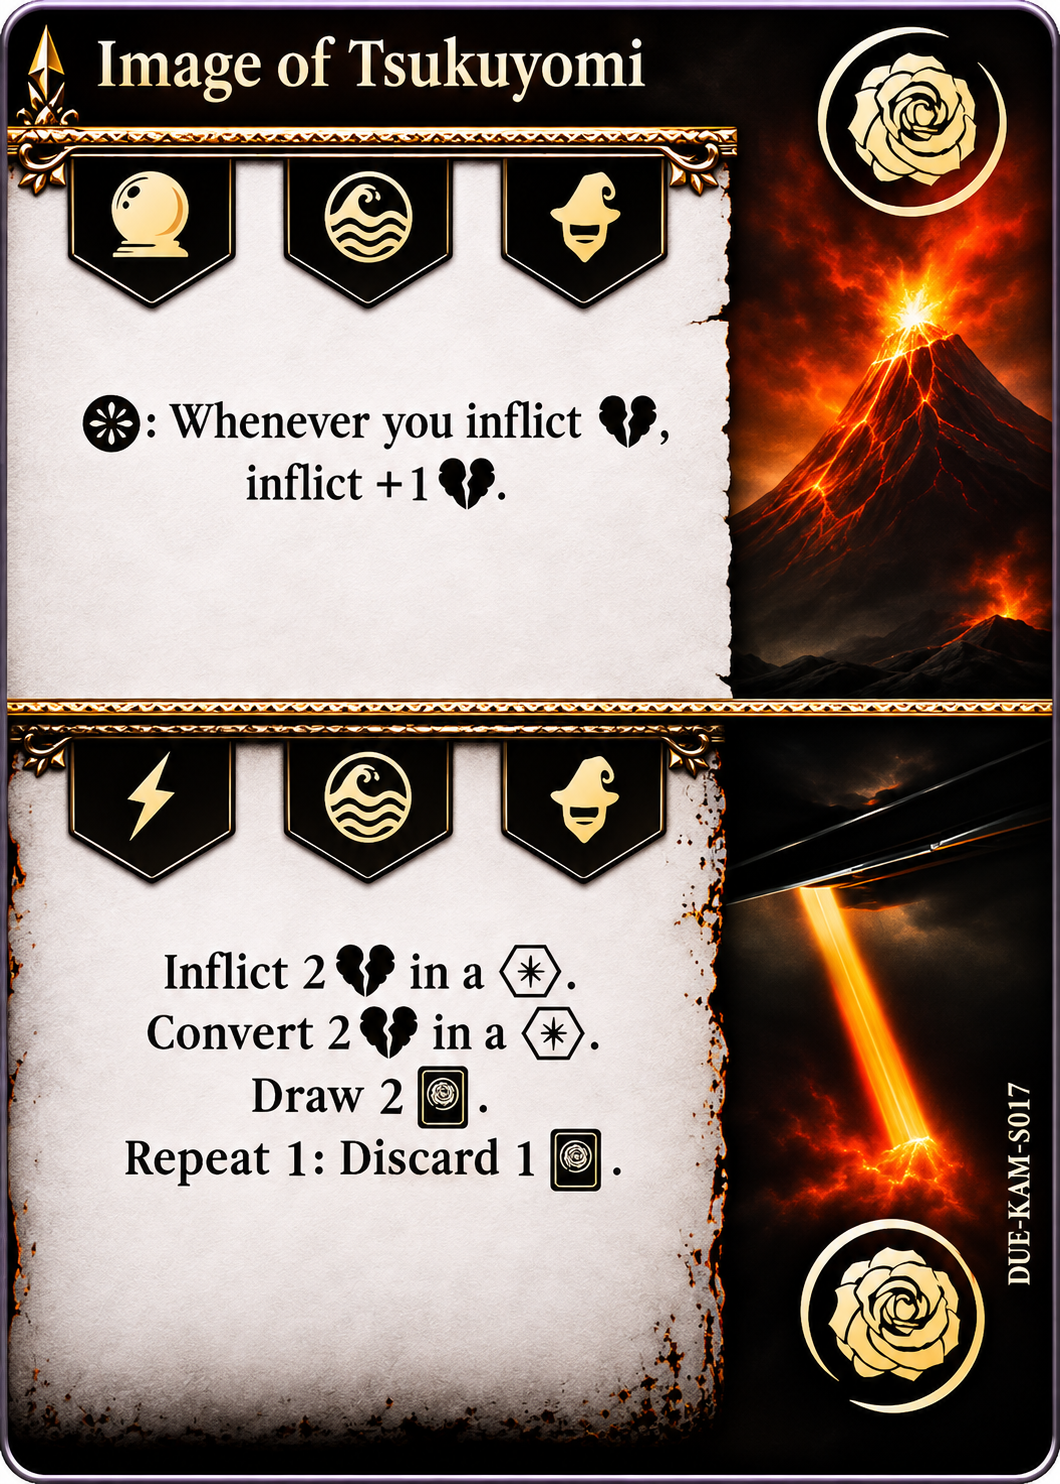 Image of Tsukuyomi
: Whenever you inflict ,
inflict +1 .
Inflict 2 in a .
Convert 2 in a .
Draw 2 .
Repeat 1: Discard 1 .
DUE-KAM-S017